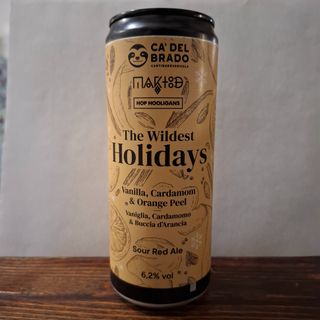 CA' DEL
BRADO
HOP HOOLIGANS
The Wildest
Holidays
Vanilla, Cardamom
& Orange Peel
Vaniglia, Cardamomo
& Buccia d'Arancia
Sour Red Ale
6,2% vol